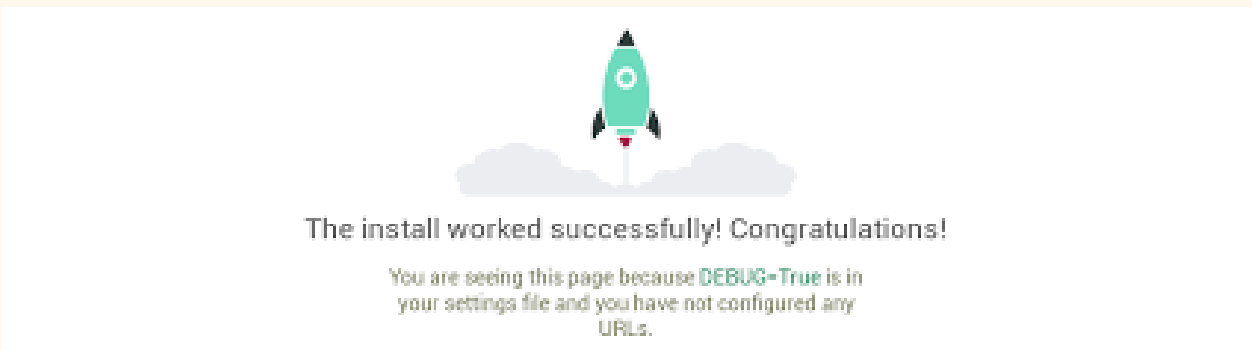 The install worked successfully! Congratulations!
You are seeing this page because DEBUG=True is in
your settings file and you have not configured any
URLs.